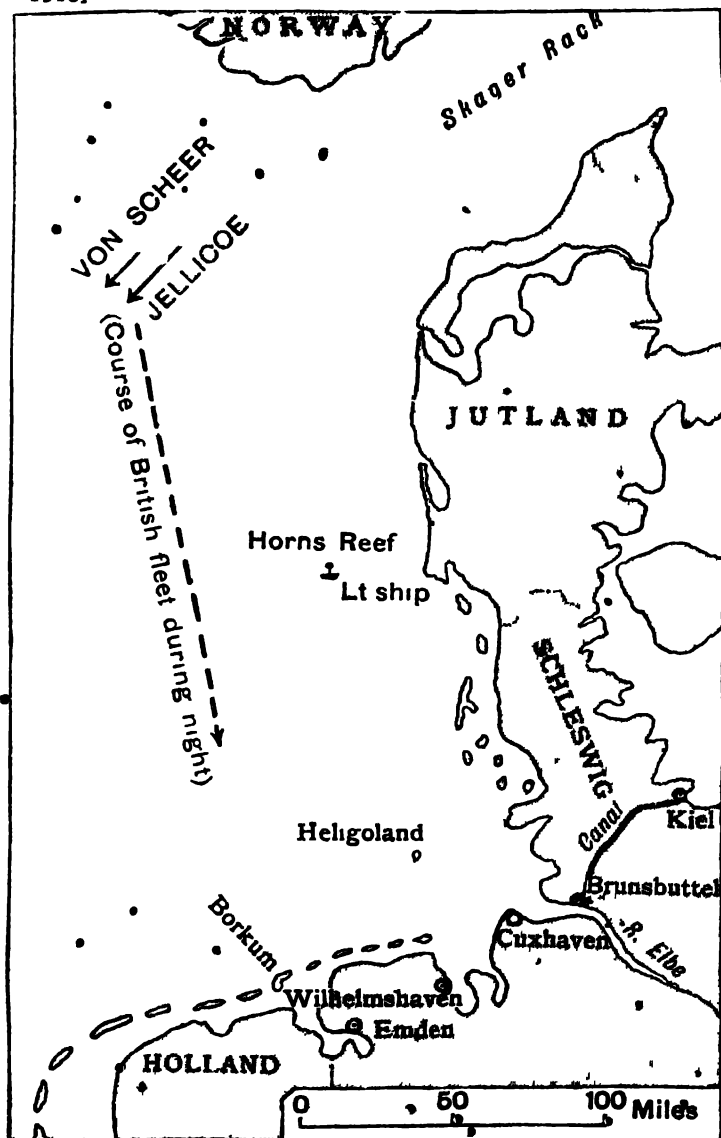 NORWAY
Skager Rack
VON SCHEER
JELLICOE
(Course of British fleet during night)
JUTLAND
Horns Reef
Lt ship
SCHLESWIG
Canal
Kiel
Heligoland
Brunsbuttel
Borkum
Cuxhaven
R. Elbe
Wilhelmshaven
Emden
HOLLAND
0 50 100 Miles